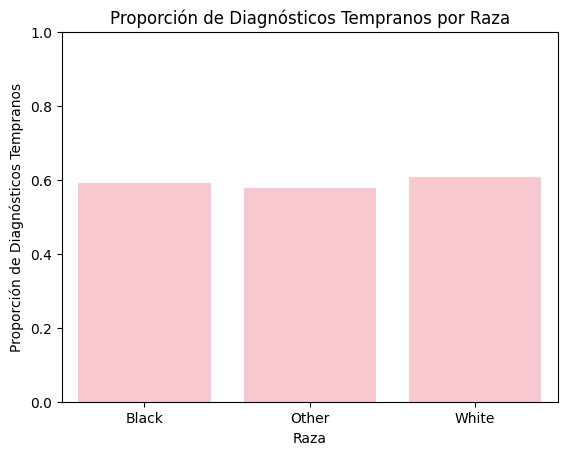 Proporción de Diagnósticos Tempranos por Raza
Proporción de Diagnósticos Tempranos
1.0
0.8
0.6
0.4
0.2
0.0
Black Other White
Raza